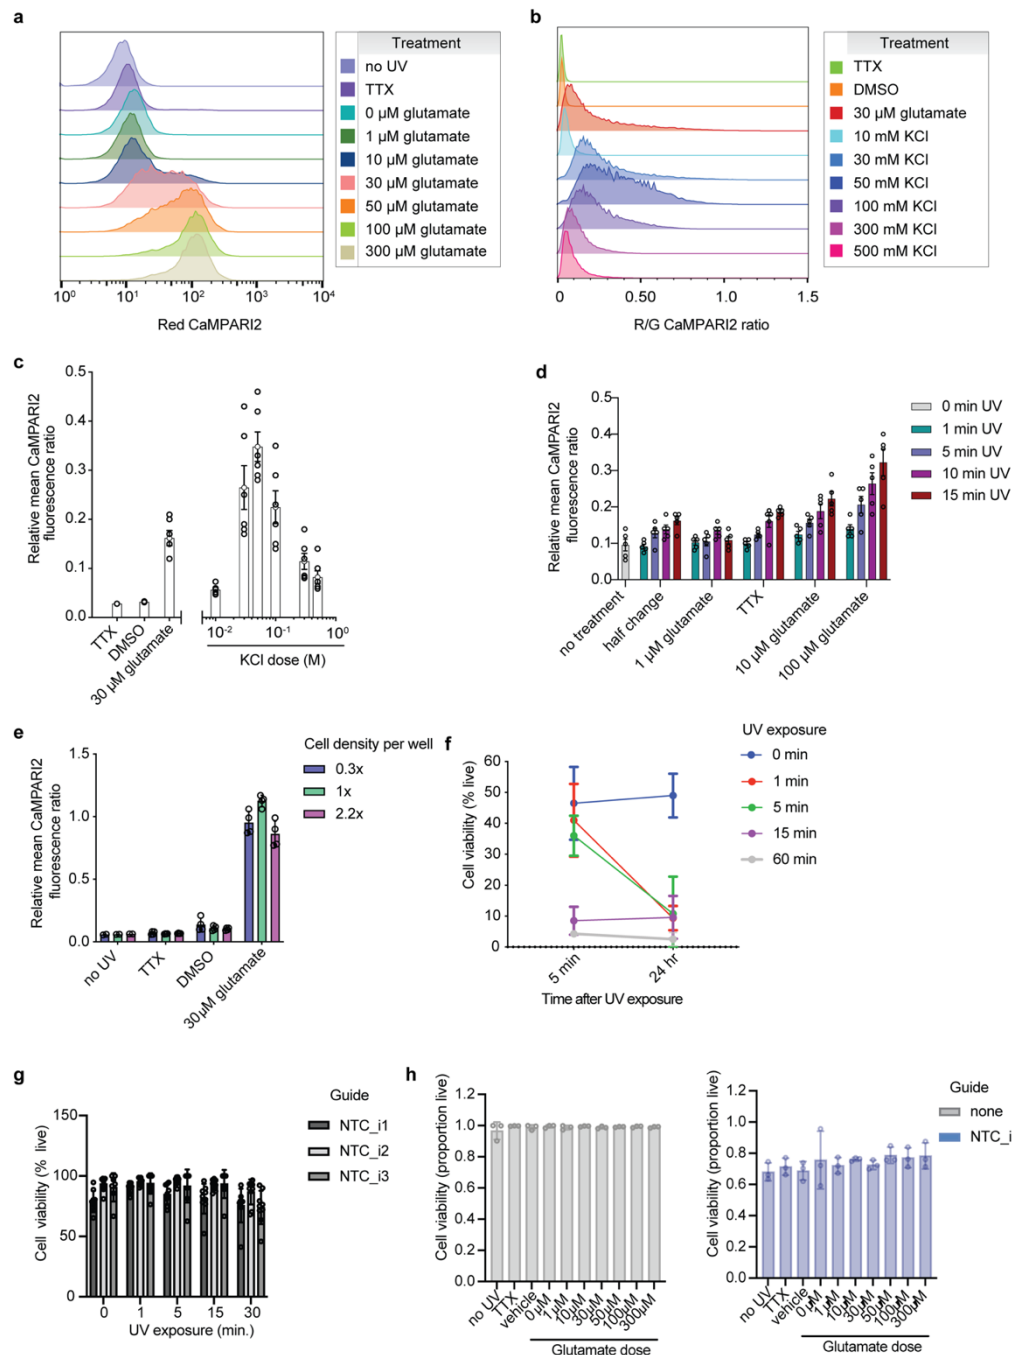 a
Treatment
no UV
TTX
0 µM glutamate
1 µM glutamate
10 µM glutamate
30 µM glutamate
50 µM glutamate
100 µM glutamate
300 µM glutamate
10⁰ 10¹ 10² 10³ 10⁴
Red CaMPARI2
b
Treatment
TTX
DMSO
30 µM glutamate
10 mM KCl
30 mM KCl
50 mM KCl
100 mM KCl
300 mM KCl
500 mM KCl
0 0.50 1.0 1.5
R/G CaMPARI2 ratio
c
Relative mean CaMPARI2
fluorescence ratio
0.5
0.4
0.3
0.2
0.1
0.0
TTX
DMSO
30 µM glutamate
10⁻² 10⁻¹ 10⁰
KCl dose (M)
d
Relative mean CaMPARI2
fluorescence ratio
0.5
0.4
0.3
0.2
0.1
0.0
no treatment
half change
1 µM glutamate
TTX
10 µM glutamate
100 µM glutamate
0 min UV
1 min UV
5 min UV
10 min UV
15 min UV
e
Relative mean CaMPARI2
fluorescence ratio
1.5
1.0
0.5
0.0
no UV
TTX
DMSO
30 µM glutamate
Cell density per well
0.3x
1x
2.2x
f
Cell viability (% live)
60
50
40
30
20
10
0
5 min
24 hr
Time after UV exposure
UV exposure
0 min
1 min
5 min
15 min
60 min
g
Cell viability (% live)
150
100
50
0
0 1 5 15 30
UV exposure (min.)
Guide
NTC_i1
NTC_i2
NTC_i3
h
Cell viability (proportion live)
1.2
1.0
0.8
0.6
0.4
0.2
0.0
no UV
TTX
vehicle
0µM
1µM
10µM
30µM
50µM
100µM
300µM
Glutamate dose
Cell viability (proportion live)
1.2
1.0
0.8
0.6
0.4
0.2
0.0
no UV
TTX
vehicle
0µM
1µM
10µM
30µM
50µM
100µM
300µM
Glutamate dose
Guide
none
NTC_i